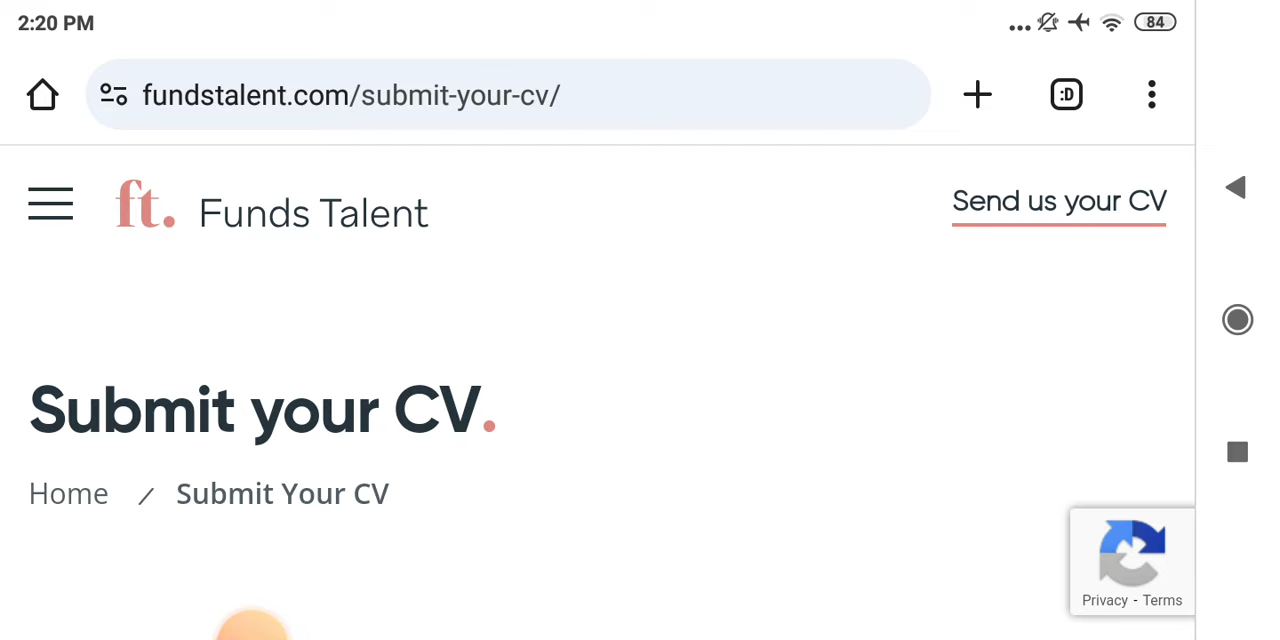 2:20 PM
84
fundstalent.com/submit-your-cv/
:D
ft. Funds Talent
Send us your CV
Submit your CV.
Home / Submit Your CV
Privacy - Terms